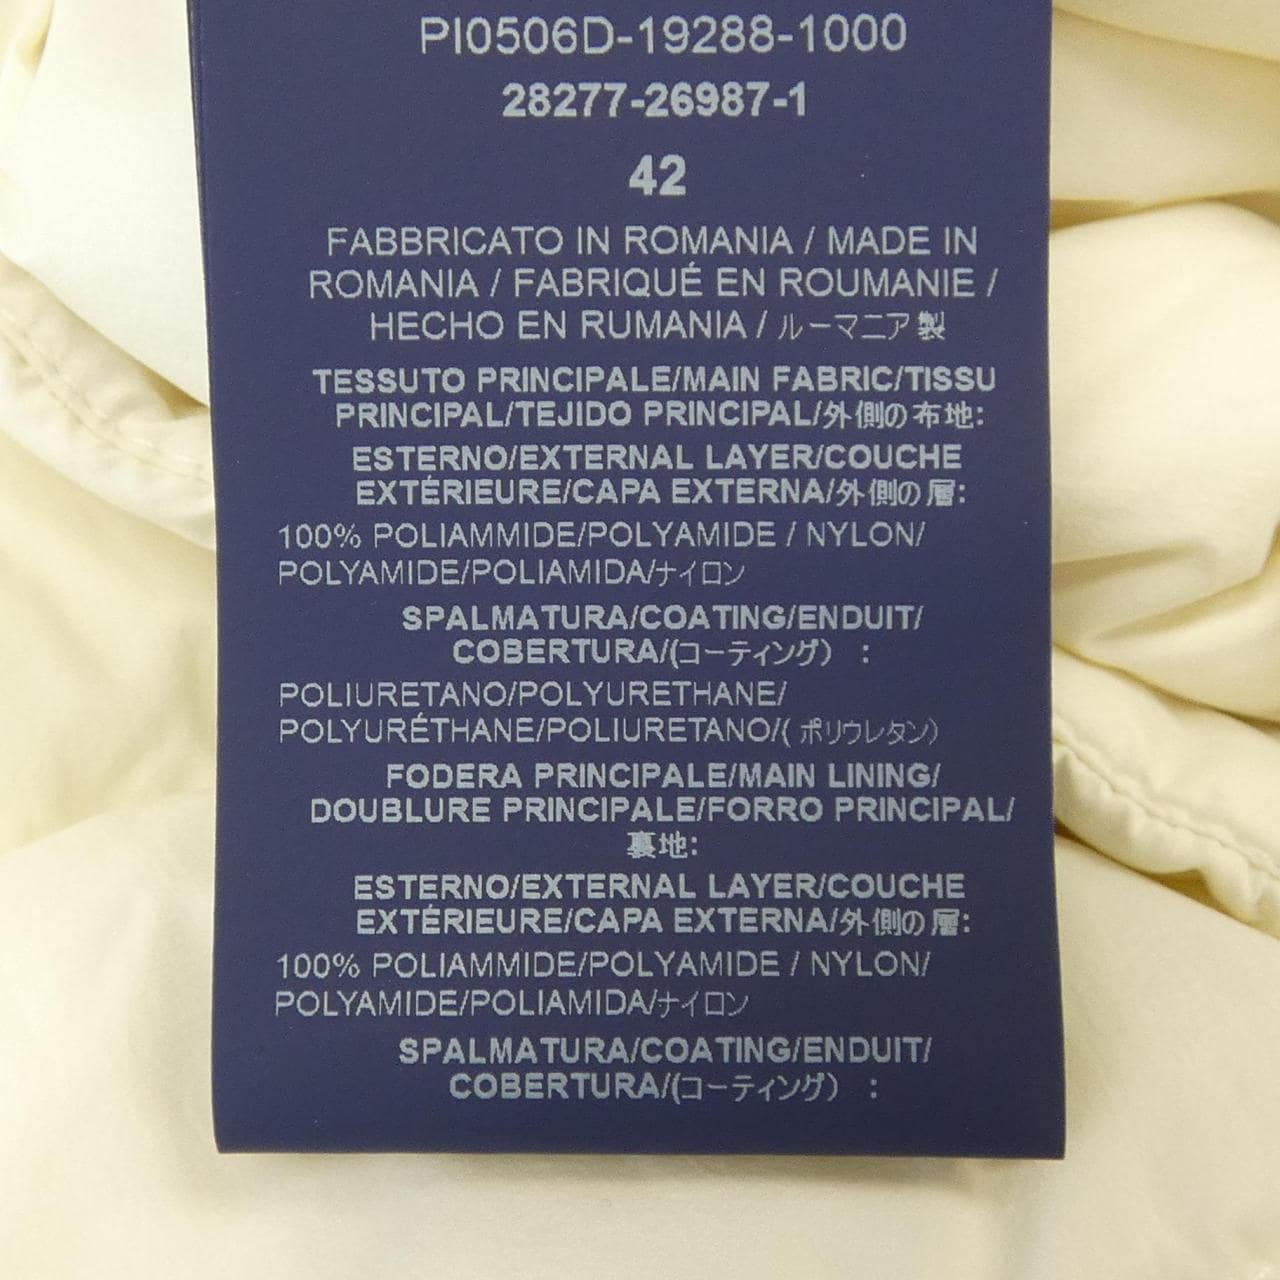 PI0506D-19288-1000
28277-26987-1
42
FABBRICATO IN ROMANIA / MADE IN
ROMANIA / FABRIQUÉ EN ROUMANIE /
HECHO EN RUMANIA / ルーマニア製
TESSUTO PRINCIPALE/MAIN FABRIC/TISSU
PRINCIPAL/TEJIDO PRINCIPAL/外側の布地:
ESTERNO/EXTERNAL LAYER/COUCHE
EXTÉRIEURE/CAPA EXTERNA/外側の層:
100% POLIAMMIDE/POLYAMIDE / NYLON/
POLYAMIDE/POLIAMIDA/ナイロン
SPALMATURA/COATING/ENDUIT/
COBERTURA/(コーティング） :
POLIURETANO/POLYURETHANE/
POLYURÉTHANE/POLIURETANO/( ポリウレタン）
FODERA PRINCIPALE/MAIN LINING/
DOUBLURE PRINCIPALE/FORRO PRINCIPAL/
裏地:
ESTERNO/EXTERNAL LAYER/COUCHE
EXTÉRIEURE/CAPA EXTERNA/外側の層:
100% POLIAMMIDE/POLYAMIDE / NYLON/
POLYAMIDE/POLIAMIDA/ナイロン
SPALMATURA/COATING/ENDUIT/
COBERTURA/(コーティング） :